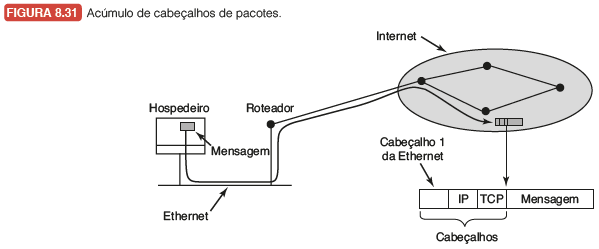 FIGURA 8.31 Acúmulo de cabeçalhos de pacotes.
Internet
Hospedeiro
Roteador
Mensagem
Cabeçalho 1
da Ethernet
Ethernet
IP
TCP
Mensagem
Cabeçalhos